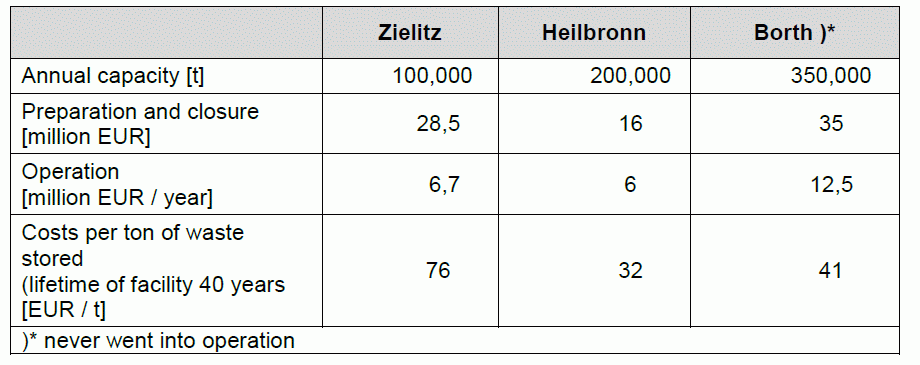 Zielitz Heilbronn Borth )*
Annual capacity [t] 100,000 200,000 350,000
Preparation and closure
[million EUR] 28,5 16 35
Operation
[million EUR / year] 6,7 6 12,5
Costs per ton of waste
stored
(lifetime of facility 40 years
[EUR / t] 76 32 41
)* never went into operation